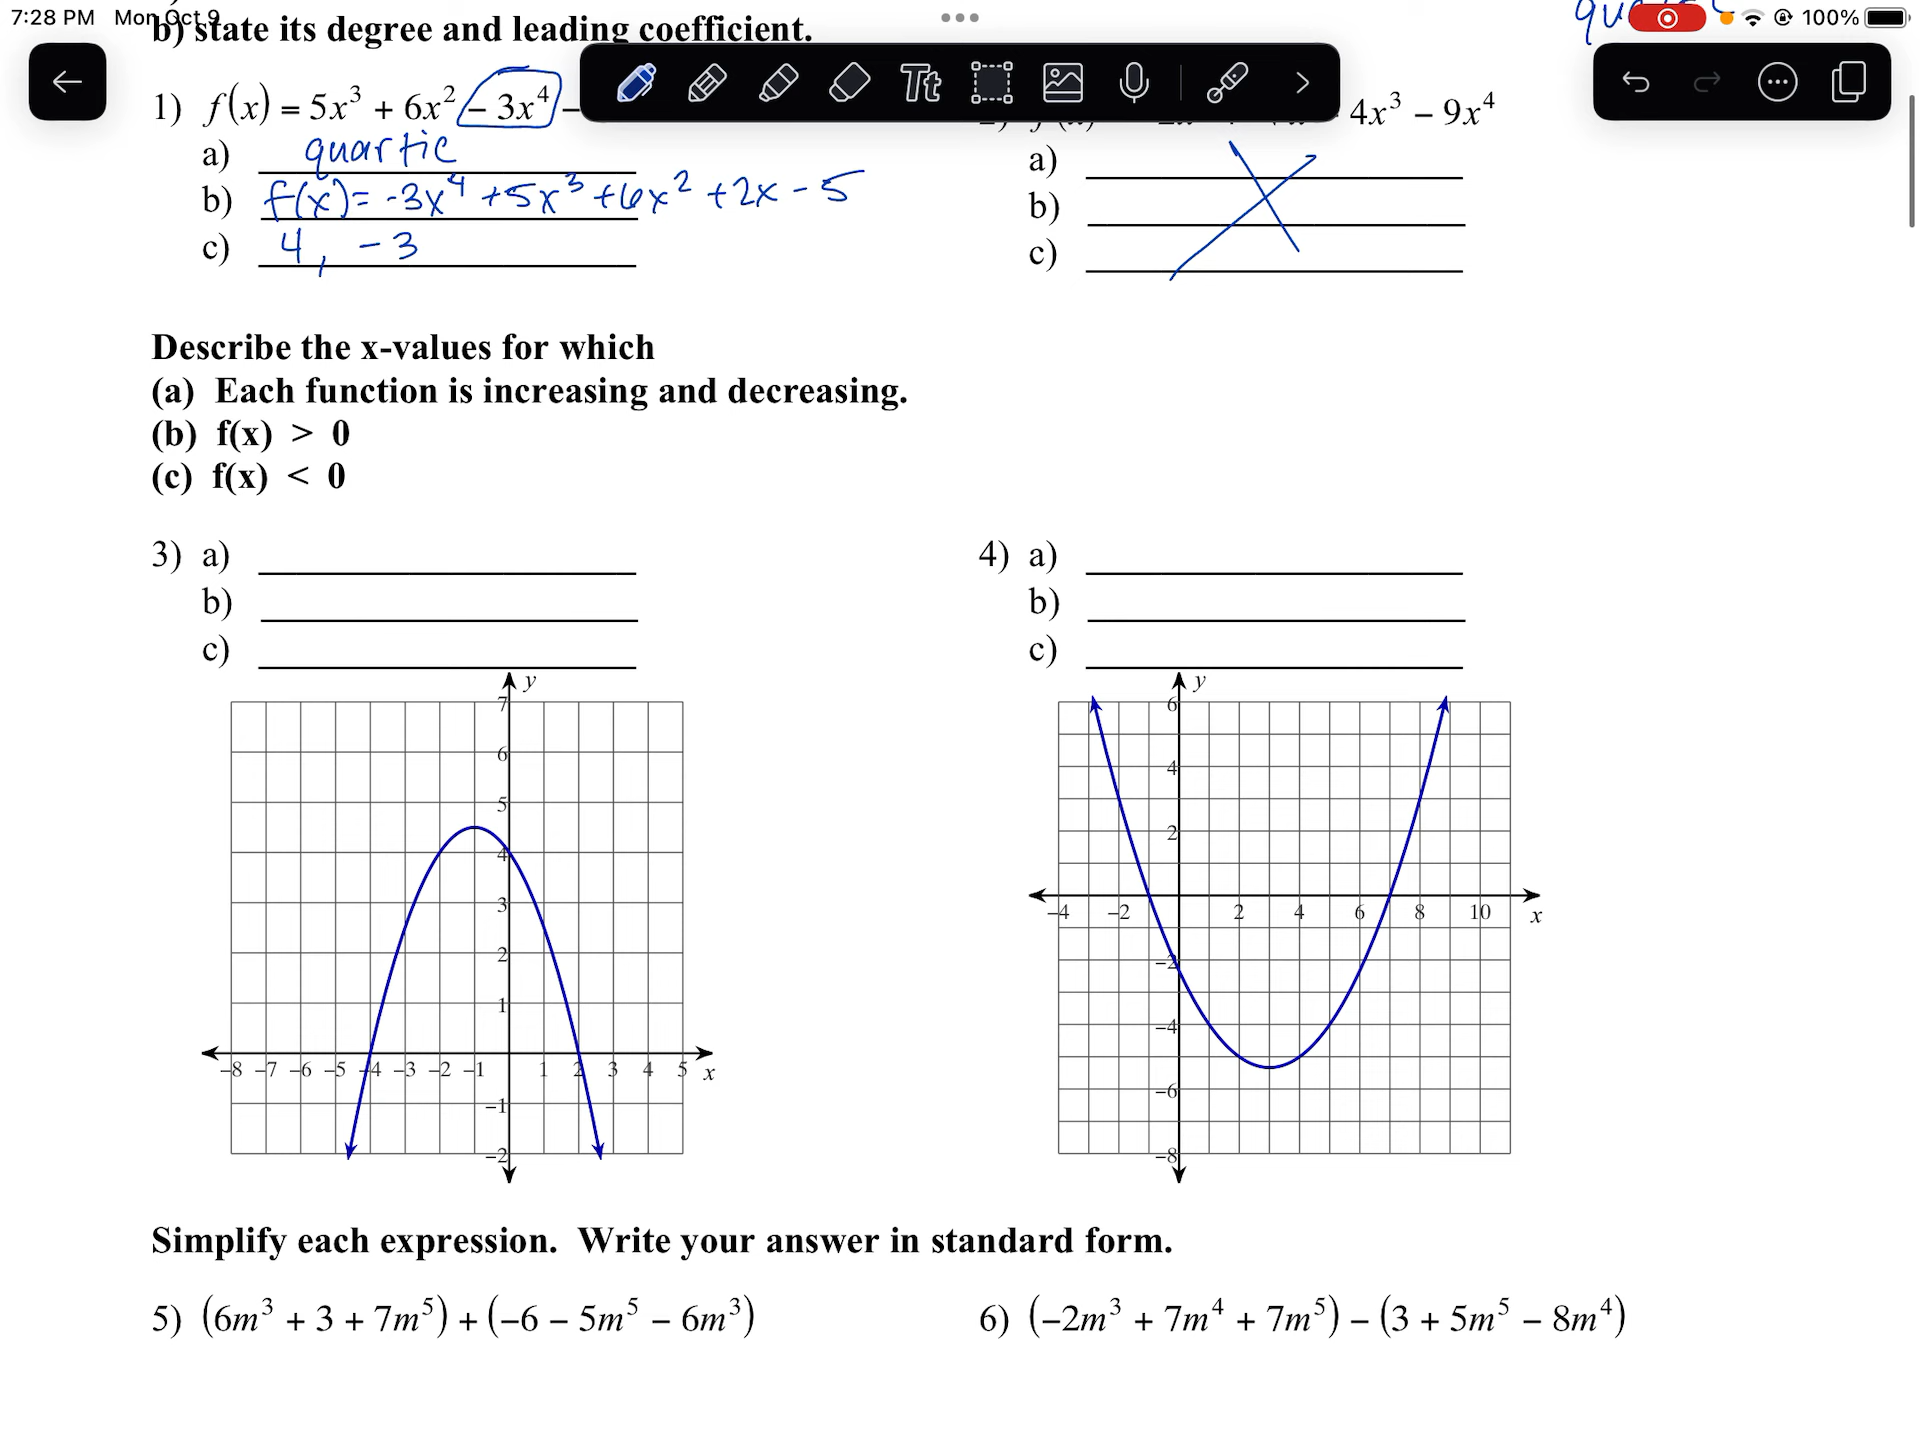 7:28 PM Mon Oct 9
100%
b) state its degree and leading coefficient.
Tt
1) f(x) = 5x³ + 6x² – 3x⁴ –
4x³ – 9x⁴
a) quartic
b) f(x)= -3x⁴ +5x³ +6x² +2x - 5
c) 4, -3
a)
b)
c)
Describe the x-values for which
(a) Each function is increasing and decreasing.
(b) f(x) > 0
(c) f(x) < 0
3) a)
b)
c)
4) a)
b)
c)
y
7
6
5
4
3
2
1
–8 –7 –6 –5 –4 –3 –2 –1 1 2 3 4 5 x
–1
–2
y
6
4
2
–4 –2 2 4 6 8 10 x
–2
–4
–6
–8
Simplify each expression. Write your answer in standard form.
5) (6m³ + 3 + 7m⁵) + (–6 – 5m⁵ – 6m³)
6) (–2m³ + 7m⁴ + 7m⁵) – (3 + 5m⁵ – 8m⁴)